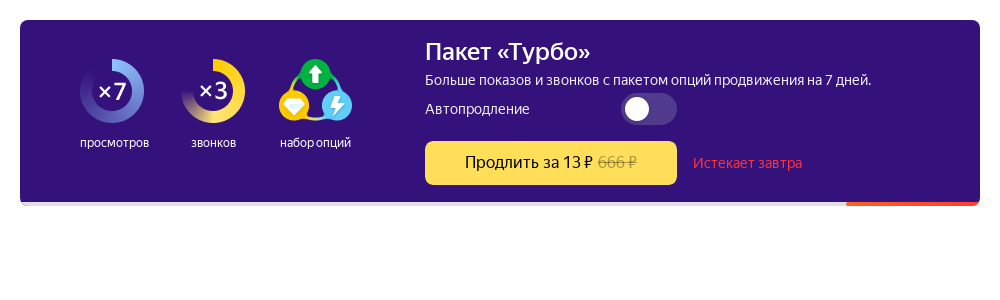 ×7
просмотров
×3
звонков
набор опций
Пакет «Турбо»
Больше показов и звонков с пакетом опций продвижения на 7 дней.
Автопродление
Продлить за 13 ₽ 666 ₽
Истекает завтра